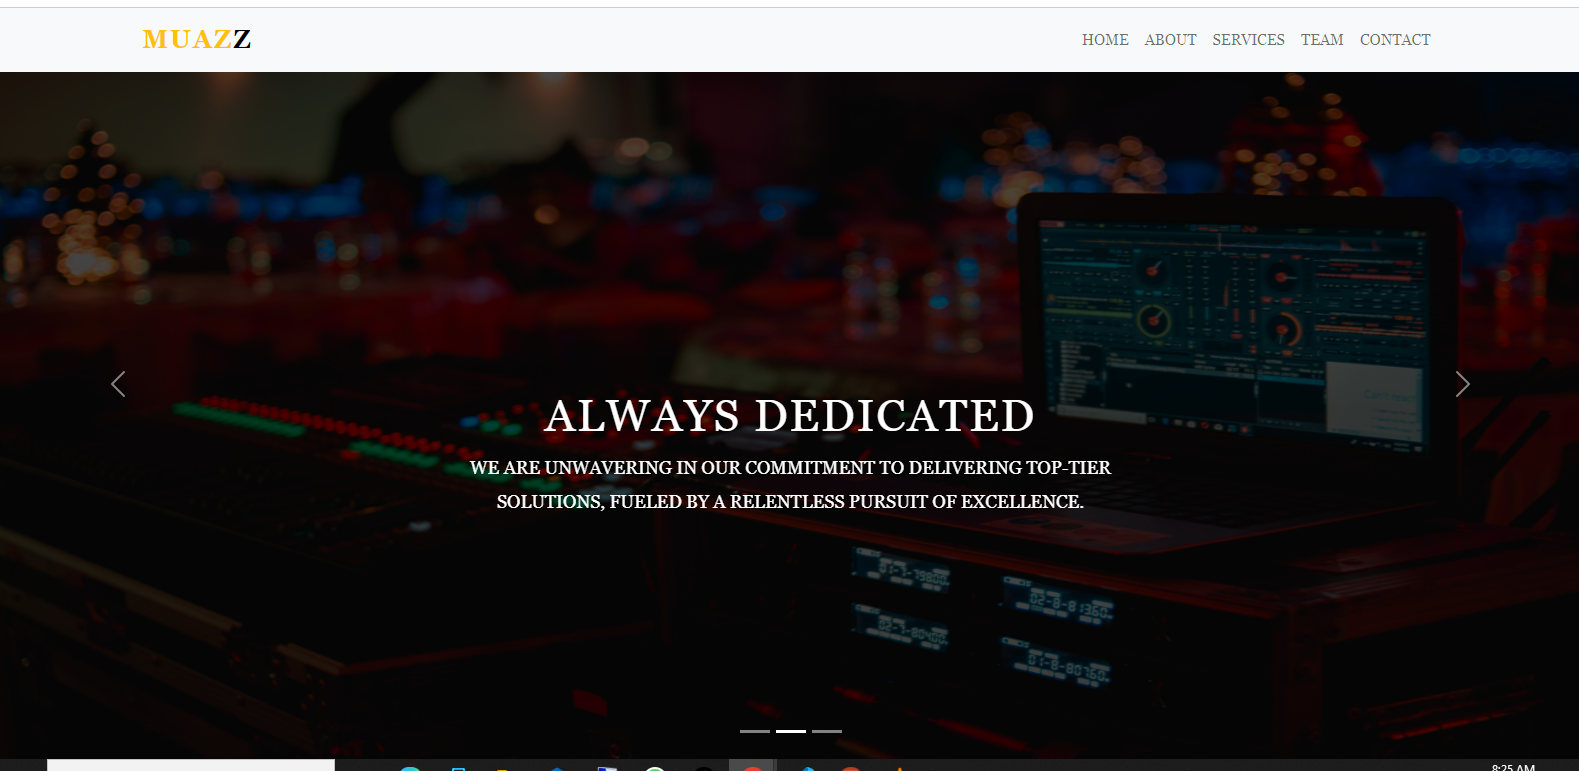 MUAZZ
HOME ABOUT SERVICES TEAM CONTACT
ALWAYS DEDICATED
WE ARE UNWAVERING IN OUR COMMITMENT TO DELIVERING TOP-TIER
SOLUTIONS, FUELED BY A RELENTLESS PURSUIT OF EXCELLENCE.
8:25 AM